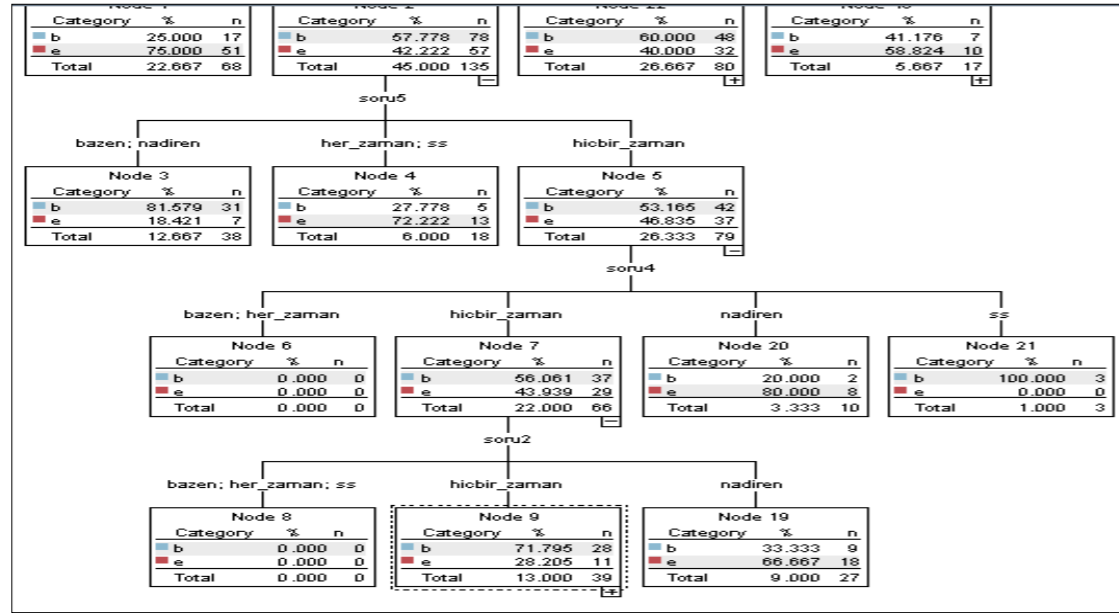 Node 2
Category % n
b 25.000 17
e 75.000 51
Total 22.667 68
Category % n
b 57.778 78
e 42.222 57
Total 45.000 135
Category % n
b 60.000 48
e 40.000 32
Total 26.667 80
Category % n
b 41.176 7
e 58.824 10
Total 5.667 17
soru5
bazen; nadiren
her_zaman; ss
hicbir_zaman
Node 3
Category % n
b 81.579 31
e 18.421 7
Total 12.667 38
Node 4
Category % n
b 27.778 5
e 72.222 13
Total 6.000 18
Node 5
Category % n
b 53.165 42
e 46.835 37
Total 26.333 79
soru4
bazen; her_zaman
hicbir_zaman
nadiren
ss
Node 6
Category % n
b 0.000 0
e 0.000 0
Total 0.000 0
Node 7
Category % n
b 56.061 37
e 43.939 29
Total 22.000 66
Node 20
Category % n
b 20.000 2
e 80.000 8
Total 3.333 10
Node 21
Category % n
b 100.000 3
e 0.000 0
Total 1.000 3
soru2
bazen; her_zaman; ss
hicbir_zaman
nadiren
Node 8
Category % n
b 0.000 0
e 0.000 0
Total 0.000 0
Node 9
Category % n
b 71.795 28
e 28.205 11
Total 13.000 39
Node 19
Category % n
b 33.333 9
e 66.667 18
Total 9.000 27